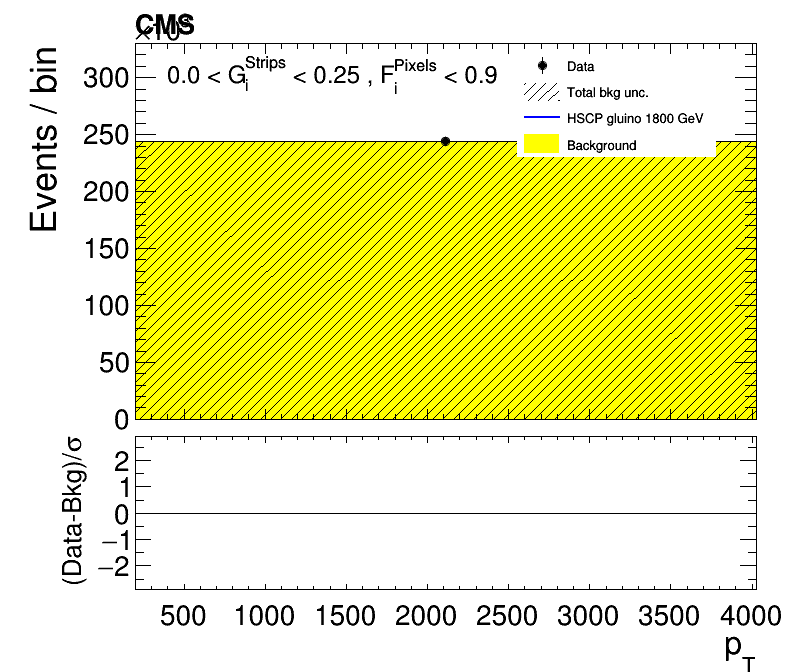 CMS
Events / bin
300
250
200
150
100
50
0
0.0 < G_i^Strips < 0.25 , F_i^Pixels < 0.9
Data
Total bkg unc.
HSCP gluino 1800 GeV
Background
(Data-Bkg)/σ
2
1
0
−1
−2
500 1000 1500 2000 2500 3000 3500 4000
p_T